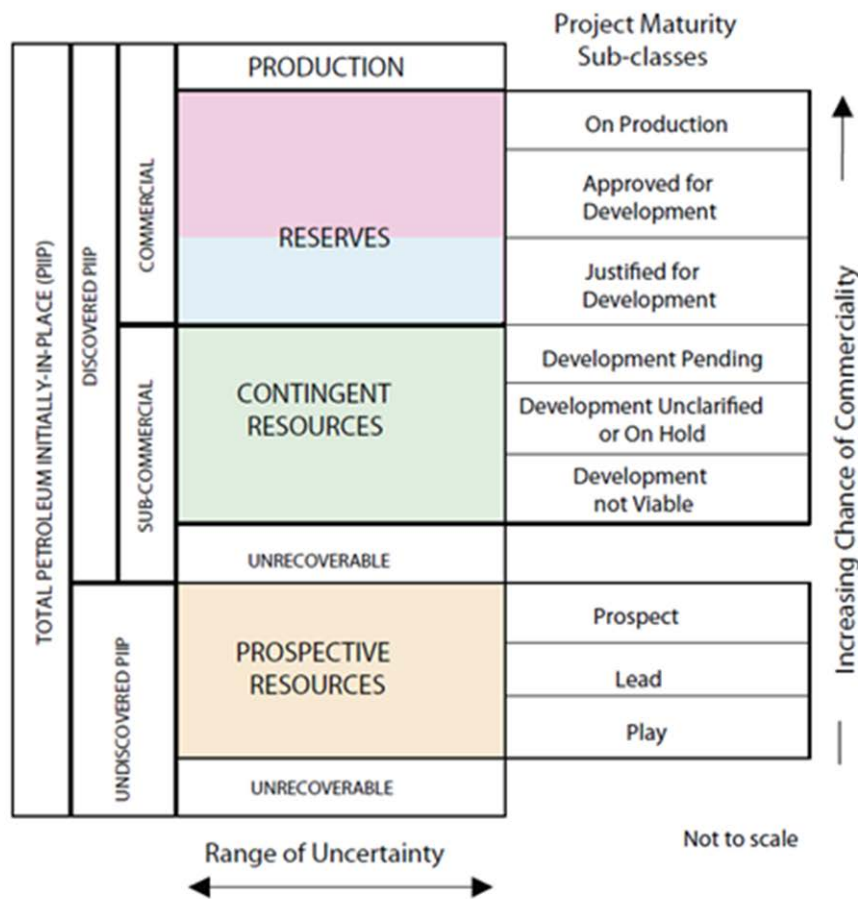 Project Maturity
Sub-classes
PRODUCTION
On Production
Approved for
Development
RESERVES
Justified for
Development
Development Pending
CONTINGENT
RESOURCES
Development Unclarified
or On Hold
Development
not Viable
UNRECOVERABLE
Prospect
PROSPECTIVE
RESOURCES
Lead
Play
UNRECOVERABLE
TOTAL PETROLEUM INITIALLY-IN-PLACE (PIIP)
DISCOVERED PIIP
COMMERCIAL
SUB-COMMERCIAL
UNDISCOVERED PIIP
Increasing Chance of Commerciality
Not to scale
Range of Uncertainty